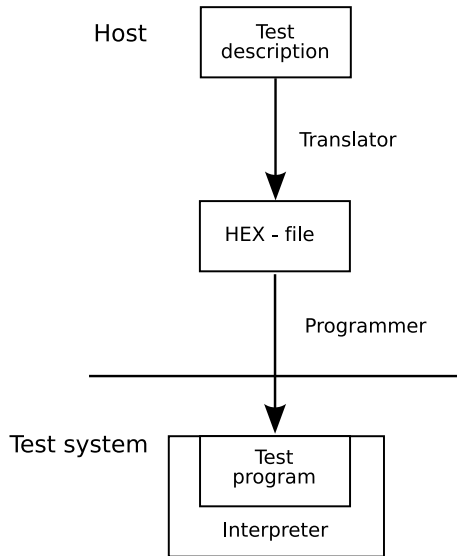 Host
Test
description
Translator
HEX - file
Programmer
Test system
Test
program
Interpreter